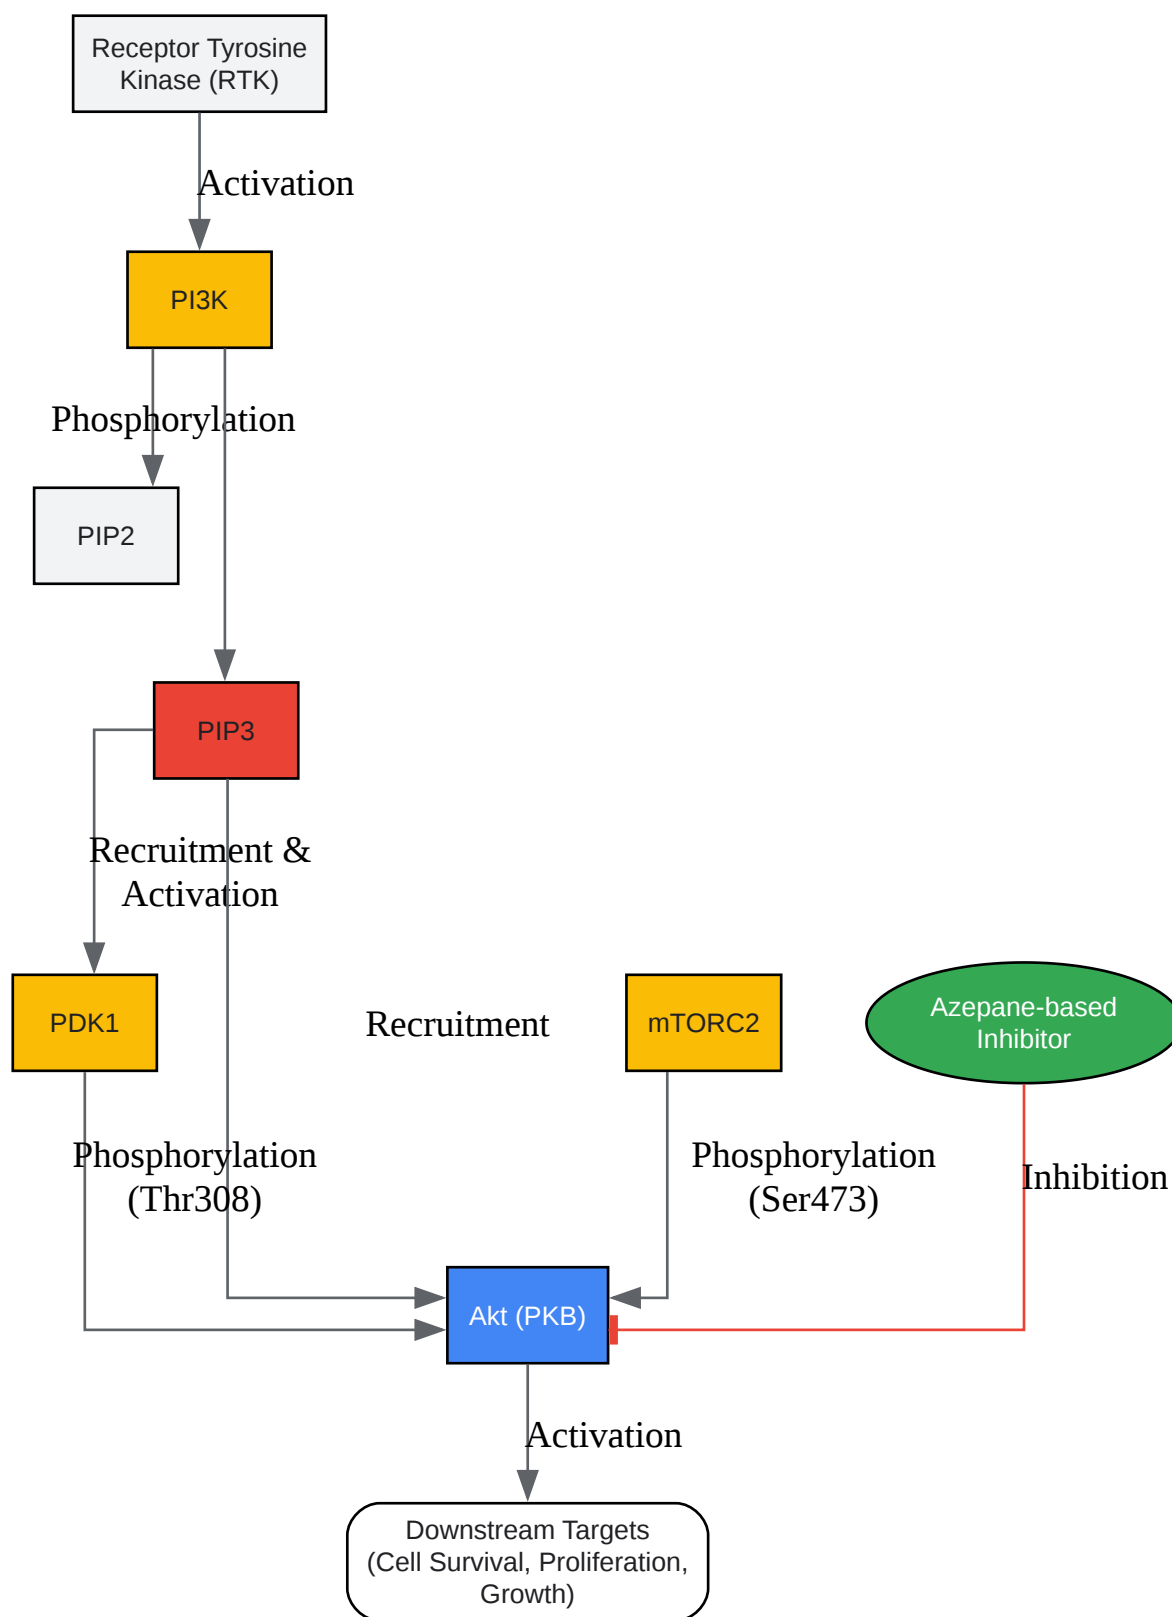 Receptor Tyrosine
Kinase (RTK)
Activation
PI3K
Phosphorylation
PIP2
PIP3
Recruitment &
Activation
PDK1
Recruitment
mTORC2
Azepane-based
Inhibitor
Phosphorylation
(Thr308)
Phosphorylation
(Ser473)
Inhibition
Akt (PKB)
Activation
Downstream Targets
(Cell Survival, Proliferation,
Growth)